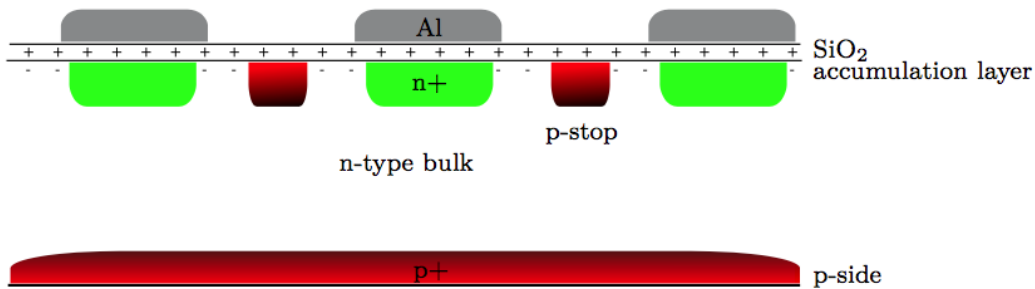 Al
+ + + + + + + + + + + + + + + + + + + + + + + + + + +
SiO₂
- - - - - - - - - - - -
accumulation layer
n+
p-stop
n-type bulk
p+
p-side